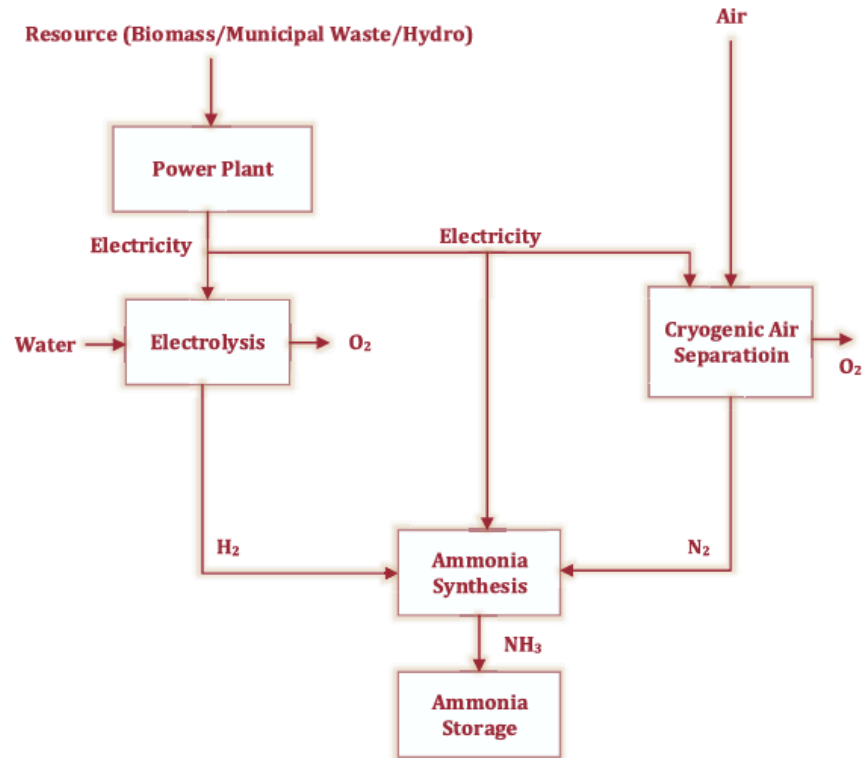 Resource (Biomass/Municipal Waste/Hydro)
Air
Power Plant
Electricity
Electricity
Water
Electrolysis
O₂
Cryogenic Air
Separatioin
O₂
H₂
N₂
Ammonia
Synthesis
NH₃
Ammonia
Storage